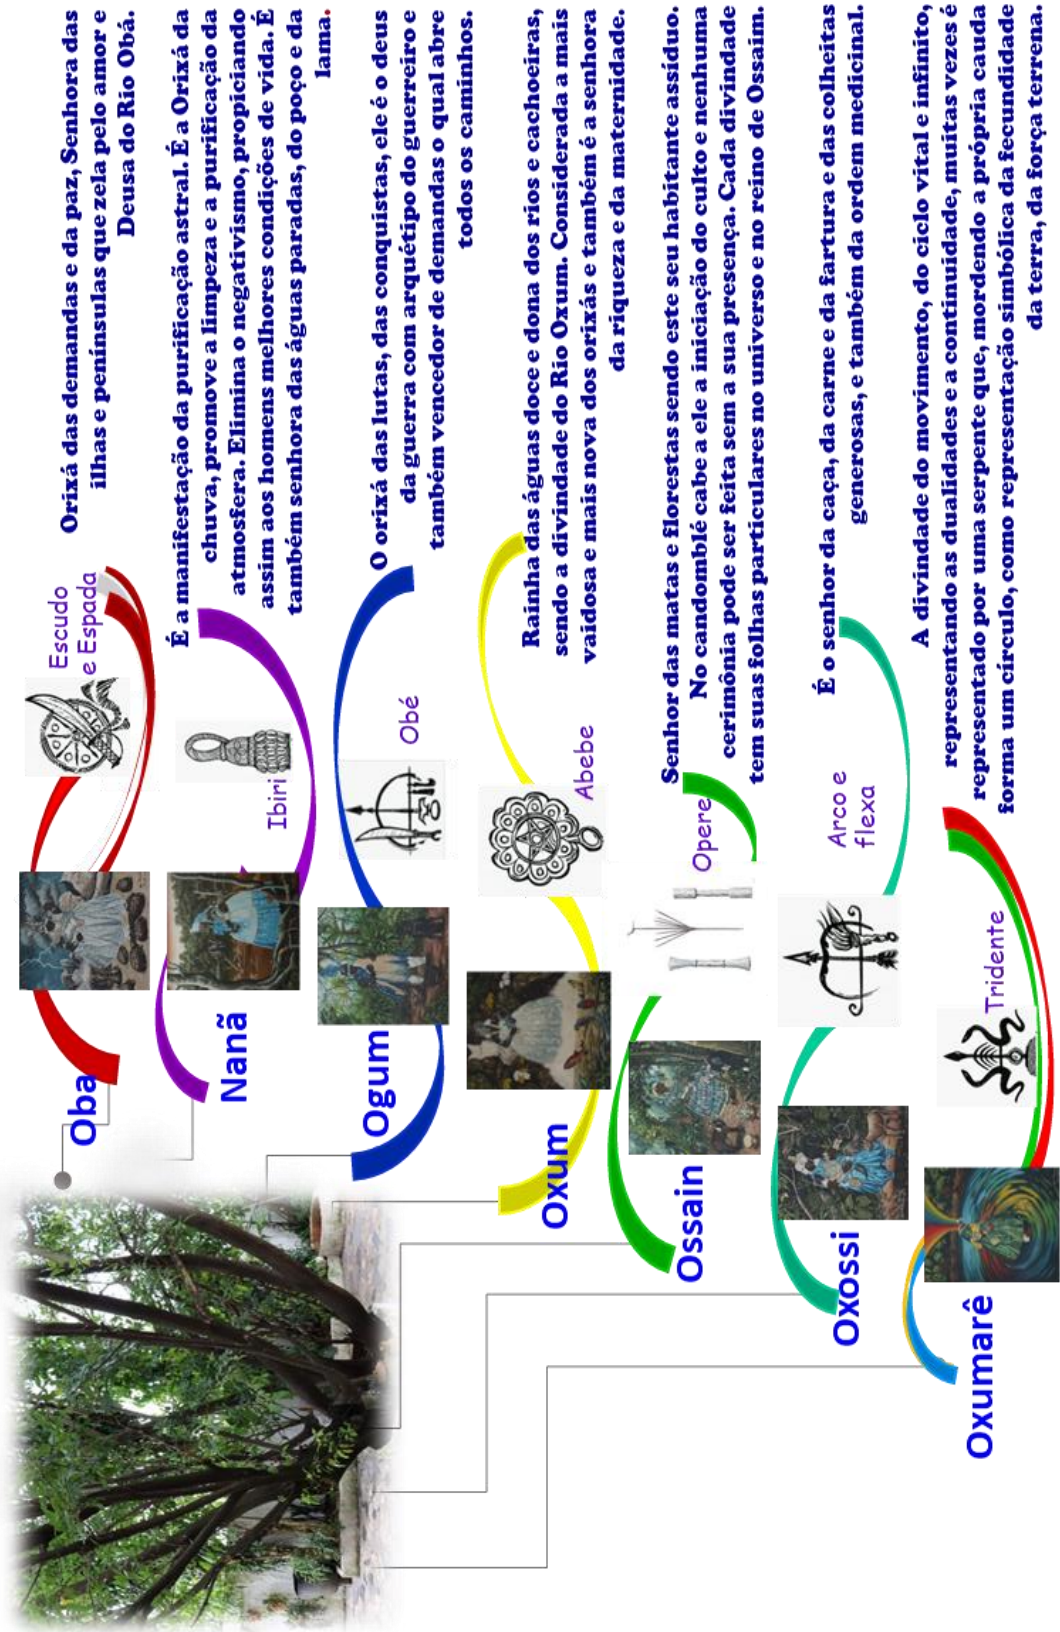 Oba
Escudo
e Espada
Orixá das demandas e da paz, Senhora das
ilhas e penínsulas que zela pelo amor e
Deusa do Rio Obá.
Nanã
Ibiri
É a manifestação da purificação astral. É a Orixá da
chuva, promove a limpeza e a purificação da
atmosfera. Elimina o negativismo, propiciando
assim aos homens melhores condições de vida. É
também senhora das águas paradas, do poço e da
lama.
Ogum
Obé
O orixá das lutas, das conquistas, ele é o deus
da guerra com arquétipo do guerreiro e
também vencedor de demandas o qual abre
todos os caminhos.
Oxum
Abebe
Rainha das águas doce e dona dos rios e cachoeiras,
sendo a divindade do Rio Oxum. Considerada a mais
vaidosa e mais nova dos orixás e também é a senhora
da riqueza e da maternidade.
Ossain
Opere
Senhor das matas e florestas sendo este seu habitante assíduo.
No candomblé cabe a ele a iniciação do culto e nenhuma
cerimônia pode ser feita sem a sua presença. Cada divindade
tem suas folhas particulares no universo e no reino de Ossaim.
Oxossi
Arco e
flexa
É o senhor da caça, da carne e da fartura e das colheitas
generosas, e também da ordem medicinal.
Oxumarê
Tridente
A divindade do movimento, do ciclo vital e infinito,
representando as dualidades e a continuidade, muitas vezes é
representado por uma serpente que, mordendo a própria cauda
forma um círculo, como representação simbólica da fecundidade
da terra, da força terrena.